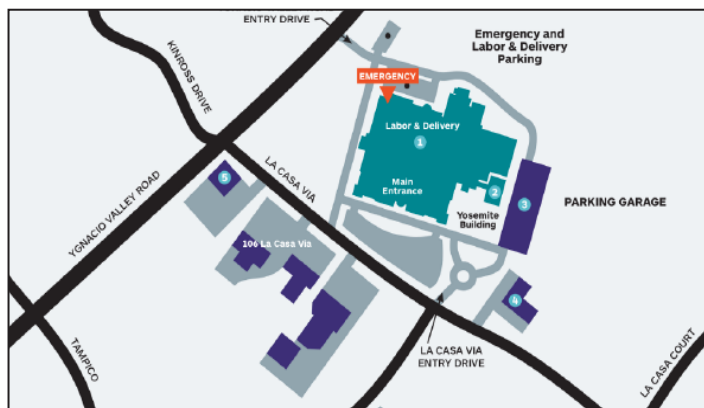 ENTRY DRIVE
Emergency and
Labor & Delivery
Parking
KINROSS DRIVE
EMERGENCY
Labor & Delivery
1
LA CASA VIA
Main
Entrance
2
5
3
PARKING GARAGE
YGNACIO VALLEY ROAD
Yosemite
Building
106 La Casa Via
4
TAMPICO
LA CASA VIA
ENTRY DRIVE
LA CASA COURT